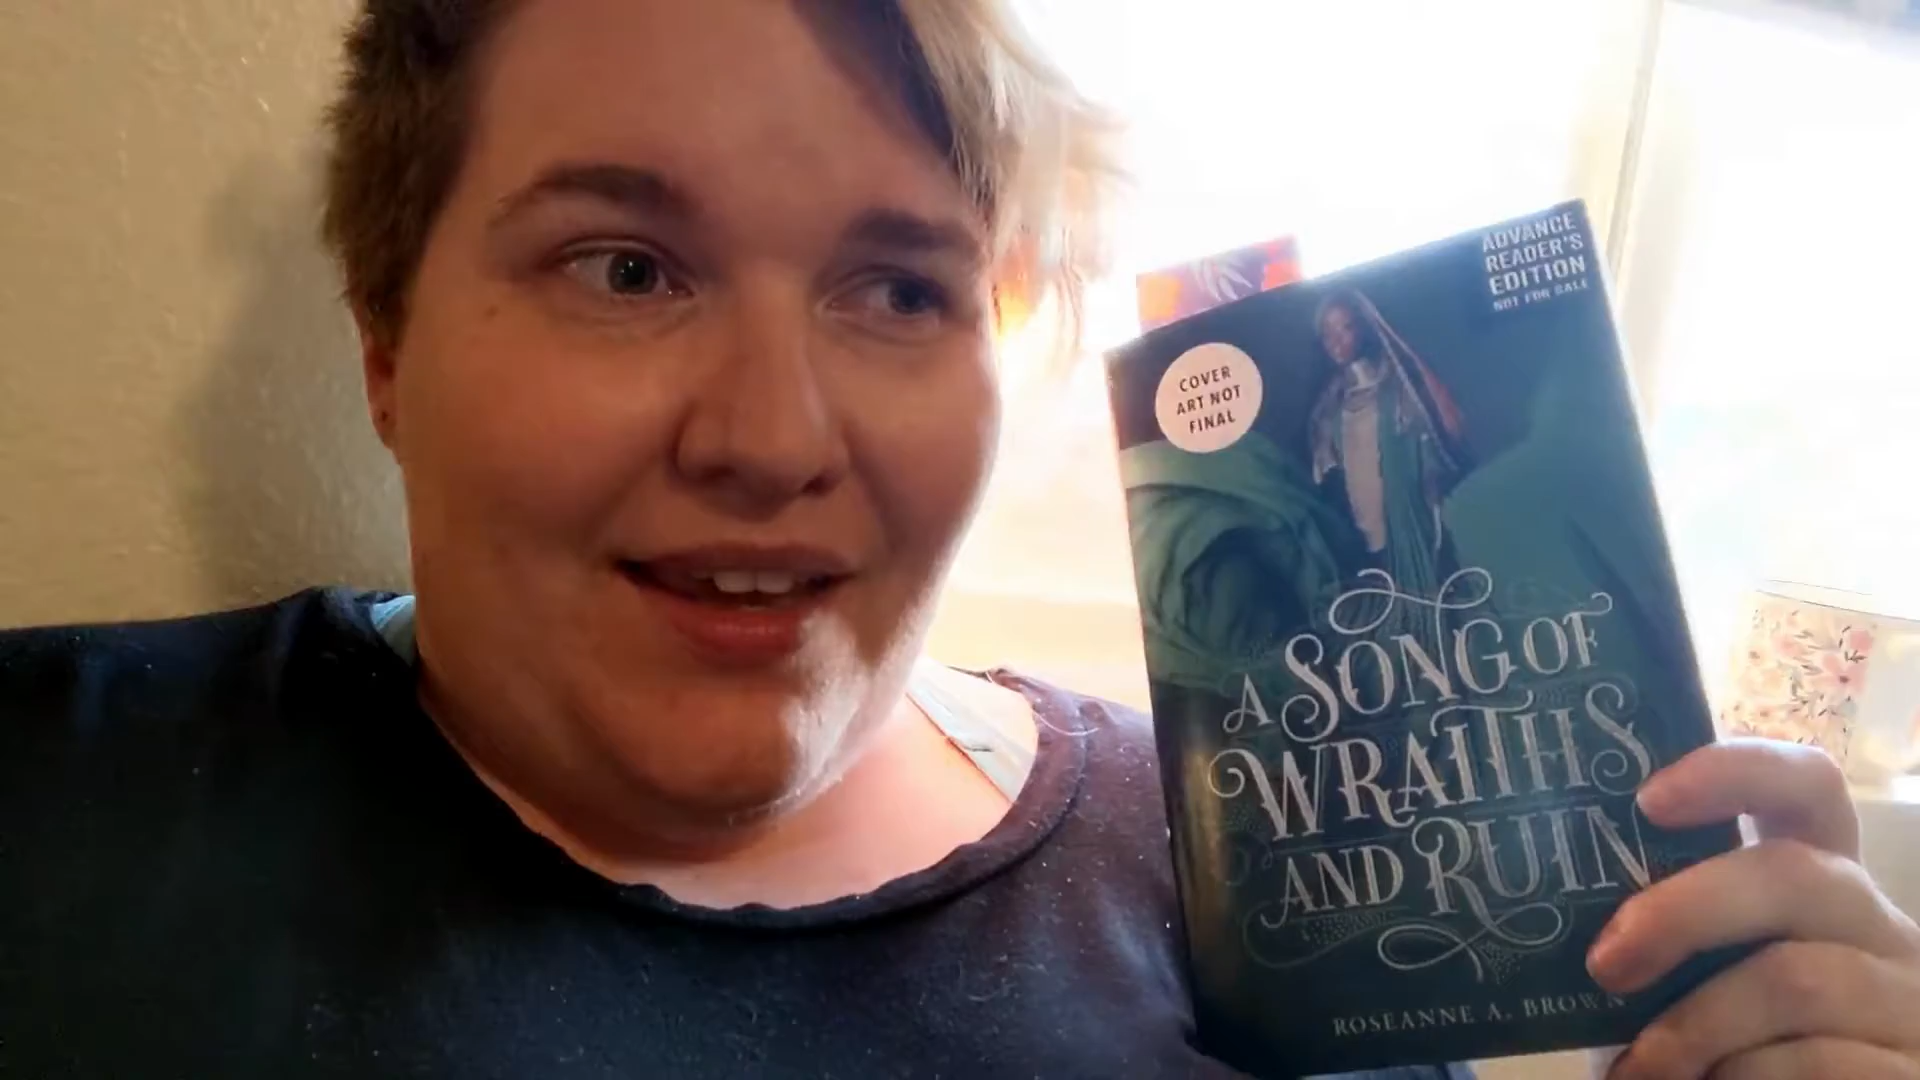 ADVANCE
READER'S
EDITION
NOT FOR SALE
COVER
ART NOT
FINAL
A SONG OF
WRAITHS
AND RUIN
ROSEANNE A. BROWN